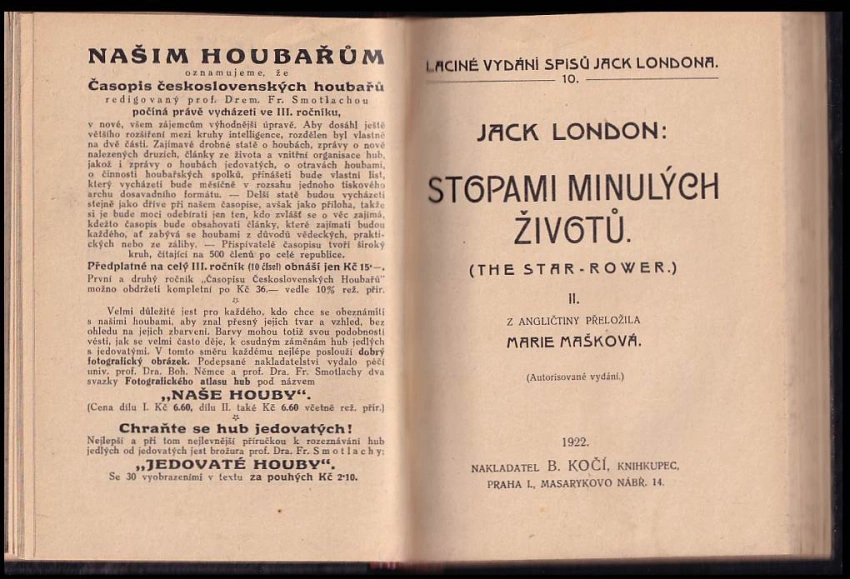 NAŠIM HOUBAŘŮM
oznamujeme, že
Časopis československých houbařů
redigovaný prof. Drem. Fr. Smotlachou
počíná právě vycházeti ve III. ročníku,
v nové, všem zájemcům výhodnější úpravě. Aby dosáhl ještě
většího rozšíření mezi kruhy intelligence, rozdělen byl vlastně
na dvě části. Zajímavé drobné statě o houbách, zprávy o nově
nalezených druzích, články ze života a vnitřní organisace hub,
jakož i zprávy o houbách jedovatých, o otravách houbami,
o činnosti houbařských spolků, přinášeti bude vlastní list,
který vycházeti bude měsíčně v rozsahu jednoho tiskového
archu dosavadního formátu. — Delší statě budou vycházeti
stejně jako dříve při našem časopise, avšak jako příloha, takže
si je bude moci odebírati jen ten, kdo zvlášť se o věc zajímá,
kdežto časopis bude obsahovati články, které zajímati budou
každého, ať zabývá se houbami z důvodů vědeckých, prakti-
ckých nebo ze záliby. — Přispívatelé časopisu tvoří široký
kruh, čítající na 500 členů po celé republice.
Předplatné na celý III. ročník (10 čísel) obnáší jen Kč 15·—.
První a druhý ročník „Časopisu Československých Houbařů"
možno obdržeti kompletní po Kč 36.— vedle 10% rež. přir.
☆
Velmi důležité jest pro každého, kdo chce se obeznámiti
s našimi houbami, aby znal přesný jejich tvar a vzhled, bez
ohledu na jejich zbarvení. Barvy mohou totiž svou podobností
vésti, jak se velmi často děje, k osudným záměnám hub jedlých
s jedovatými. V tomto směru každému nejlépe poslouží dobrý
fotografický obrázek. Podepsané nakladatelství vydalo péčí
univ. prof. Dra. Boh. Němce a prof. Dra. Fr. Smotlachy dva
svazky Fotografického atlasu hub pod názvem
„NAŠE HOUBY".
(Cena dílu I. Kč 6.60, dílu II. také Kč 6.60 včetně rež. přir.)
☆
Chraňte se hub jedovatých!
Nejlepší a při tom nejlevnější příručkou k rozeznávání hub
jedlých od jedovatých jest brožura prof. Dra. Fr. Smotlachy:
„JEDOVATÉ HOUBY".
Se 30 vyobrazeními v textu za pouhých Kč 2·10.
LACINÉ VYDÁNÍ SPISŮ JACK LONDONA.
10.
JACK LONDON:
STOPAMI MINULÝCH
ŽIVOTŮ.
(THE STAR-ROWER.)
II.
Z ANGLIČTINY PŘELOŽILA
MARIE MAŠKOVÁ.
(Autorisované vydání.)
1922.
NAKLADATEL B. KOČÍ, KNIHKUPEC,
PRAHA I., MASARYKOVO NÁBŘ. 14.